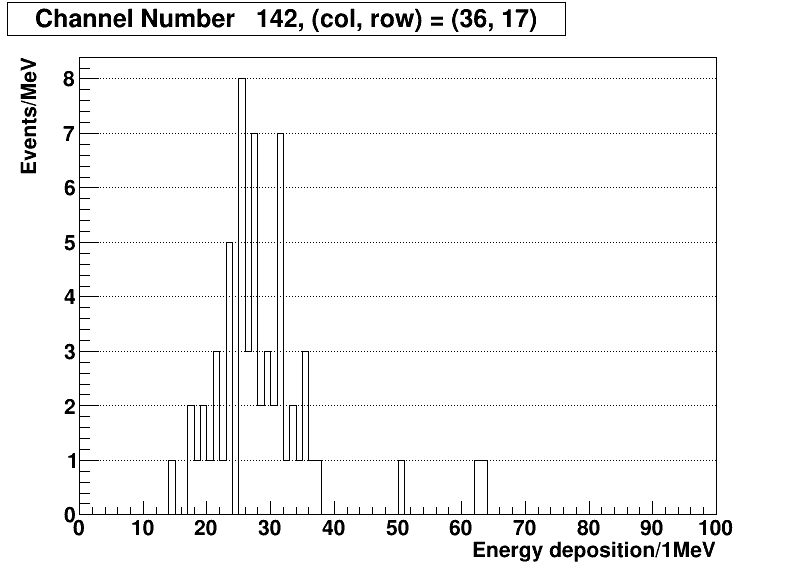 Channel Number 142, (col, row) = (36, 17)
Events/MeV
8
7
6
5
4
3
2
1
0
0 10 20 30 40 50 60 70 80 90 100
Energy deposition/1MeV